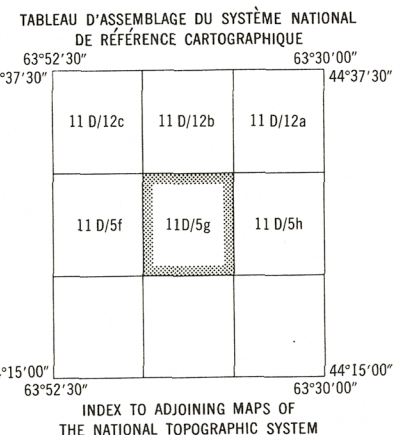 TABLEAU D'ASSEMBLAGE DU SYSTÈME NATIONAL
DE RÉFÉRENCE CARTOGRAPHIQUE
63°52′30″ 63°30′00″
°37′30″ 44°37′30″
11 D/12c 11 D/12b 11 D/12a
11 D/5f 11D/5g 11 D/5h
°15′00″ 44°15′00″
63°52′30″ 63°30′00″
INDEX TO ADJOINING MAPS OF
THE NATIONAL TOPOGRAPHIC SYSTEM